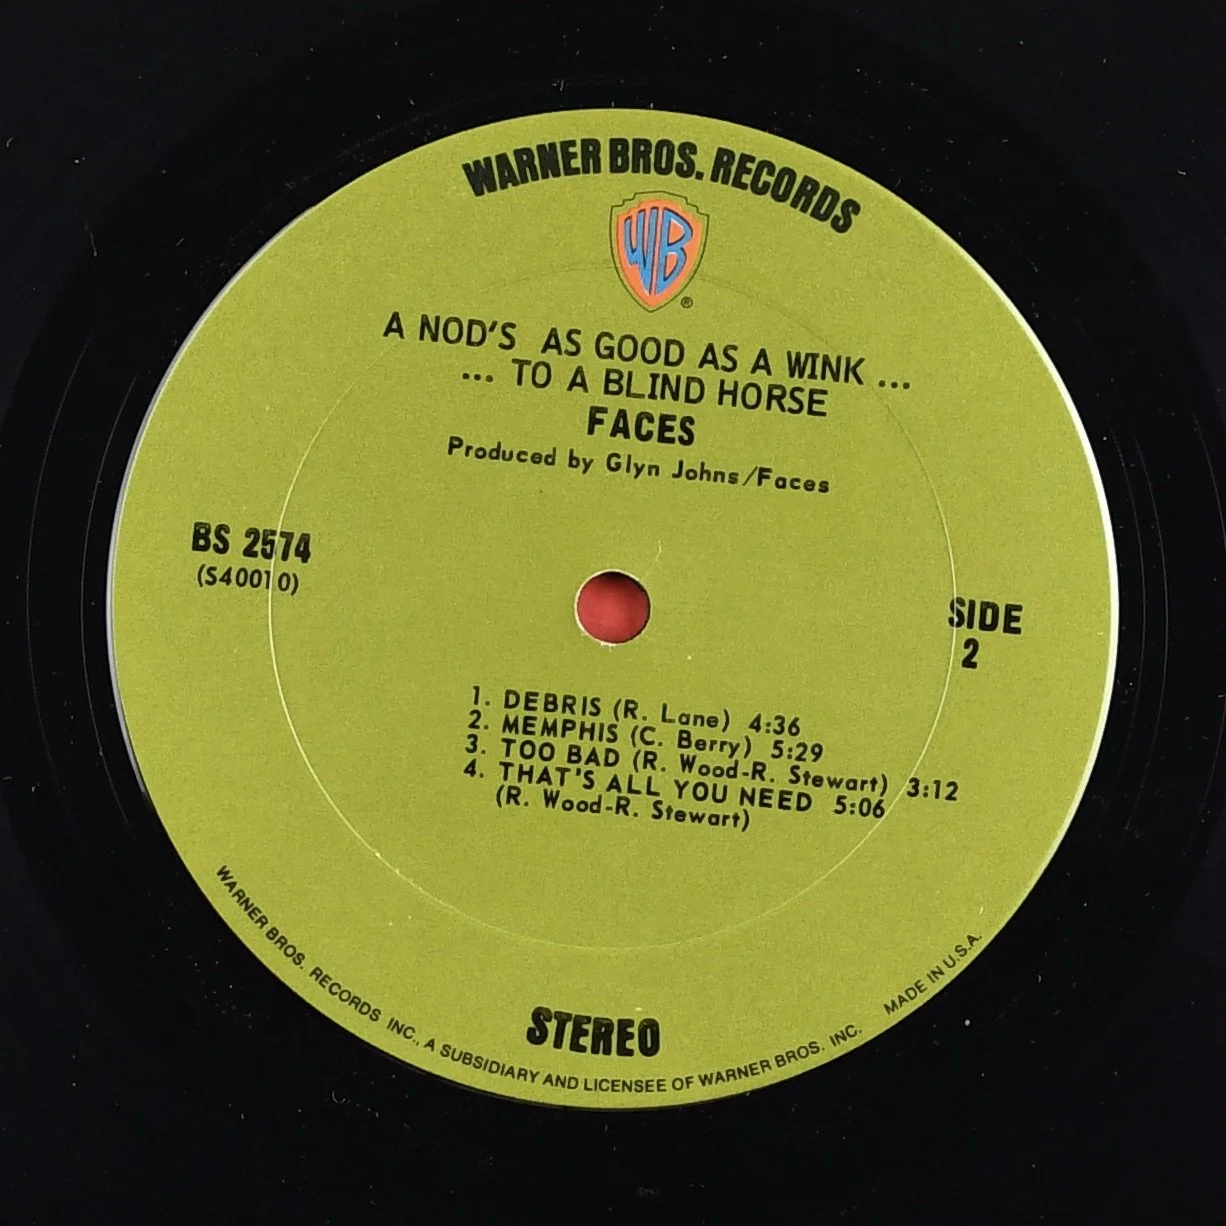 WARNER BROS. RECORDS
WB
®
A NOD'S AS GOOD AS A WINK ...
... TO A BLIND HORSE
FACES
Produced by Glyn Johns/Faces
BS 2574
(S40010)
SIDE
2
1. DEBRIS (R. Lane) 4:36
2. MEMPHIS (C. Berry) 5:29
3. TOO BAD (R. Wood-R. Stewart) 3:12
4. THAT'S ALL YOU NEED 5:06
(R. Wood-R. Stewart)
STEREO
WARNER BROS. RECORDS INC., A SUBSIDIARY AND LICENSEE OF WARNER BROS. INC. MADE IN U.S.A.